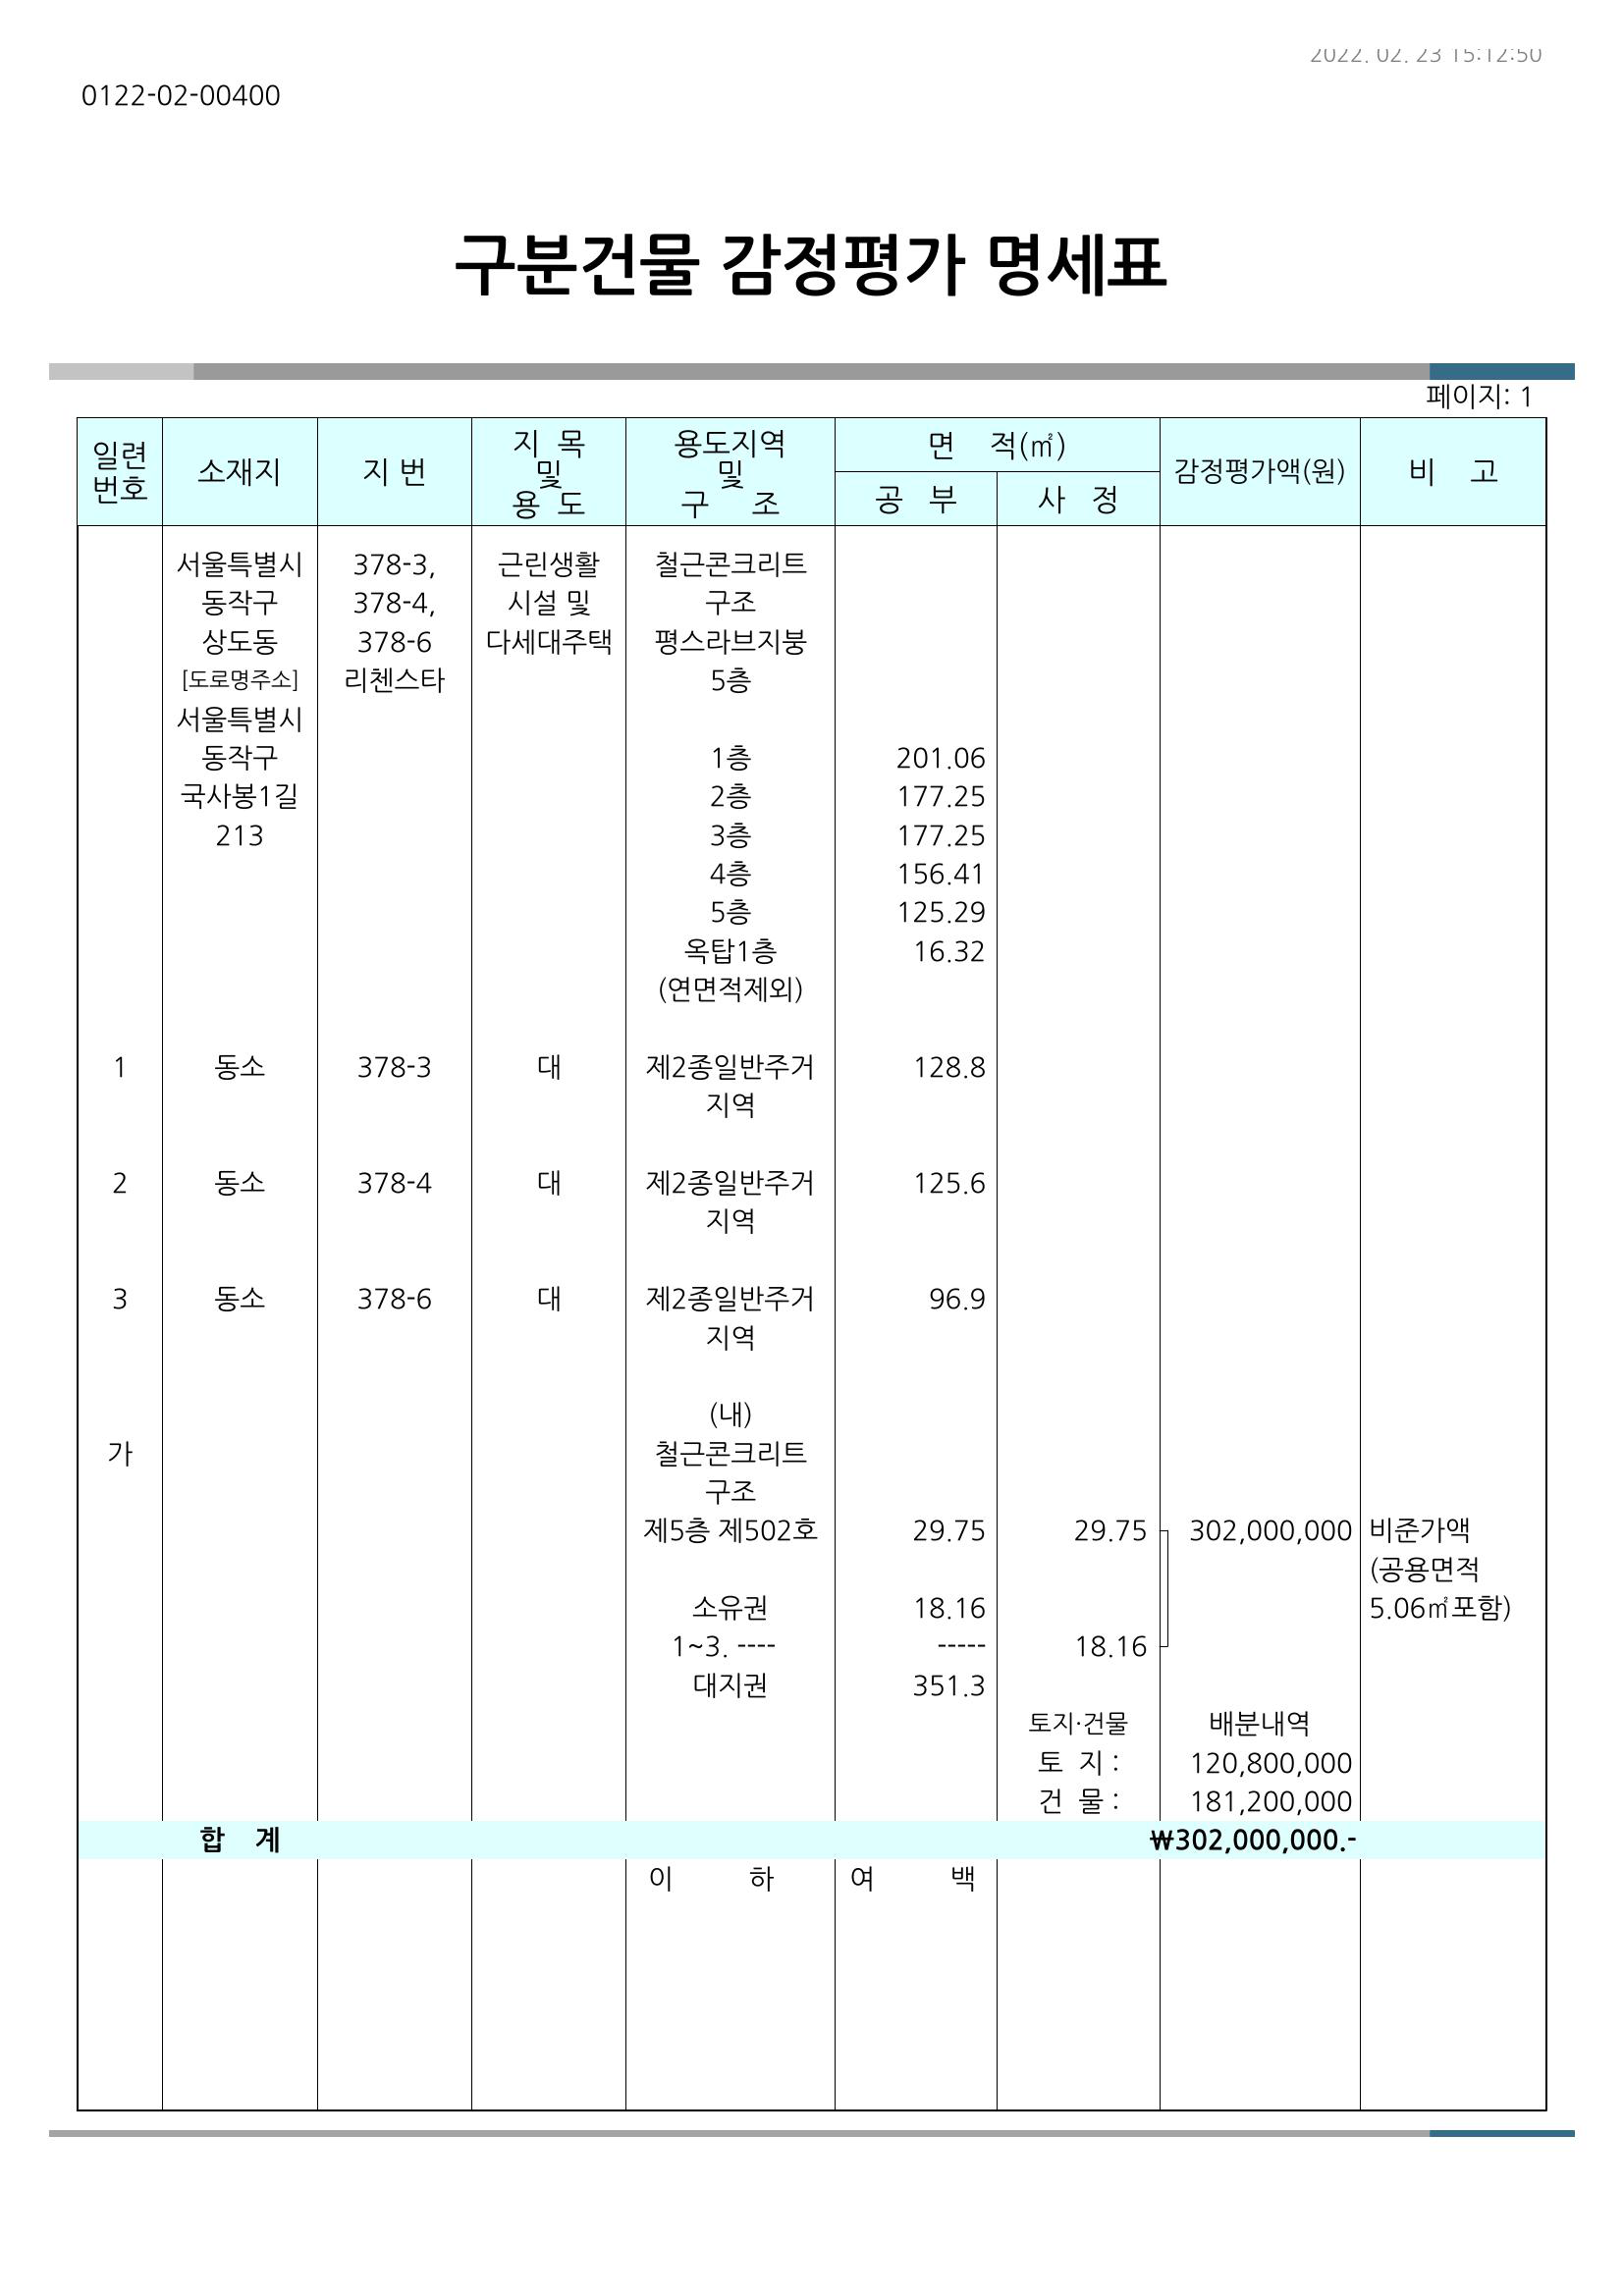 2022. 02. 23 15:12:50
0122-02-00400
구분건물 감정평가 명세표
페이지: 1
일련 번호 소재지 지 번 지 목 및 용 도 용도지역 및 구 조 면 적(㎡) 감정평가액(원) 비 고
공 부 사 정
서울특별시 378-3, 근린생활 철근콘크리트
동작구 378-4, 시설 및 구조
상도동 378-6 다세대주택 평스라브지붕
[도로명주소] 리첸스타 5층
서울특별시
동작구 1층 201.06
국사봉1길 2층 177.25
213 3층 177.25
4층 156.41
5층 125.29
옥탑1층 16.32
(연면적제외)
1 동소 378-3 대 제2종일반주거 128.8
지역
2 동소 378-4 대 제2종일반주거 125.6
지역
3 동소 378-6 대 제2종일반주거 96.9
지역
(내)
가 철근콘크리트
구조
제5층 제502호 29.75 29.75 302,000,000 비준가액
(공용면적
소유권 18.16 5.06㎡포함)
1~3. ---- ----- 18.16
대지권 351.3
토지·건물 배분내역
토 지 : 120,800,000
건 물 : 181,200,000
합 계 ₩302,000,000.-
이 하 여 백